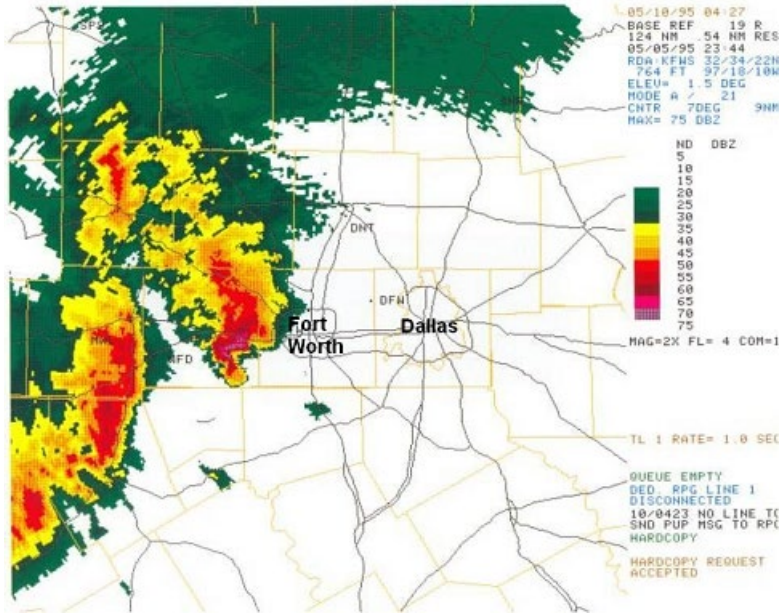 05/10/95 04:27
BASE REF 19 R
124 NM .54 NM RES
05/05/95 23:44
RDA:KFWS 32/34/22N
764 FT 97/18/10W
ELEV= 1.5 DEG
MODE A / 21
CNTR 7DEG 9NM
MAX= 75 DBZ
ND DBZ
5
10
15
20
25
30
35
40
45
50
55
60
65
70
75
MAG=2X FL= 4 COM=1
TL 1 RATE= 1.0 SEC
QUEUE EMPTY
DED. RPG LINE 1
DISCONNECTED
10/0423 NO LINE TO
SND PUP MSG TO RPG
HARDCOPY
HARDCOPY REQUEST
ACCEPTED
SPS
DNT
DFW
Fort
Worth
Dallas